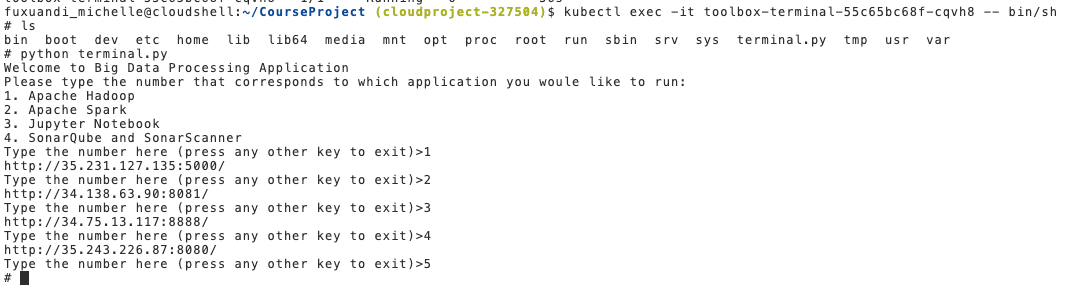 fuxuandi_michelle@cloudshell:~/CourseProject (cloudproject-327504)$ kubectl exec -it toolbox-terminal-55c65bc68f-cqvh8 -- bin/sh
# ls
bin  boot  dev  etc  home  lib  lib64  media  mnt  opt  proc  root  run  sbin  srv  sys  terminal.py  tmp  usr  var
# python terminal.py
Welcome to Big Data Processing Application
Please type the number that corresponds to which application you woule like to run:
1. Apache Hadoop
2. Apache Spark
3. Jupyter Notebook
4. SonarQube and SonarScanner
Type the number here (press any other key to exit)>1
http://35.231.127.135:5000/
Type the number here (press any other key to exit)>2
http://34.138.63.90:8081/
Type the number here (press any other key to exit)>3
http://34.75.13.117:8888/
Type the number here (press any other key to exit)>4
http://35.243.226.87:8080/
Type the number here (press any other key to exit)>5
#